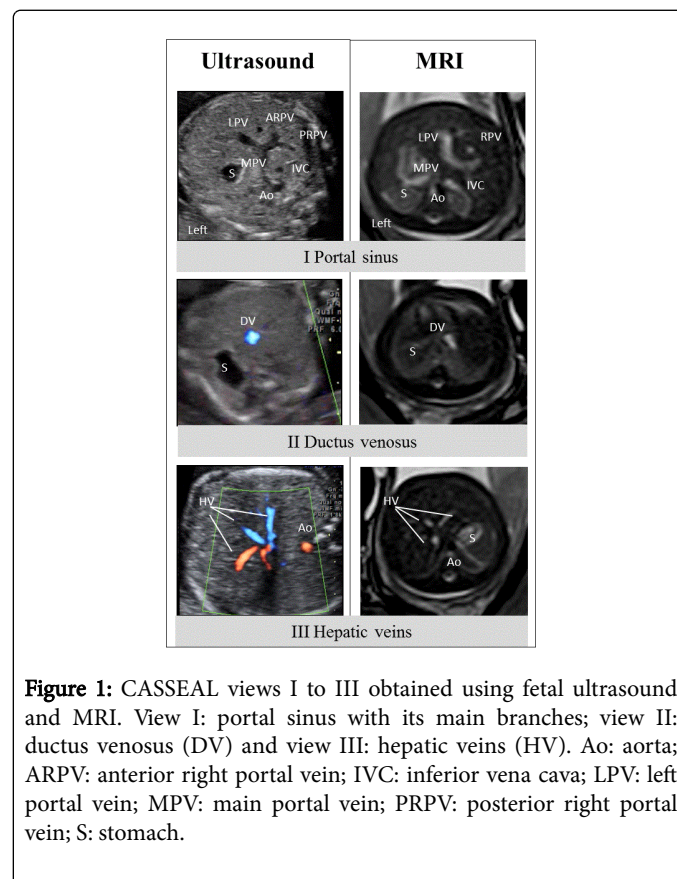 Ultrasound MRI
LPV ARPV PRPV MPV IVC S Ao Left
LPV RPV MPV IVC S Ao Left
I Portal sinus
DV S
DV S
II Ductus venosus
HV Ao
HV S Ao
III Hepatic veins
Figure 1: CASSEAL views I to III obtained using fetal ultrasound
and MRI. View I: portal sinus with its main branches; view II:
ductus venosus (DV) and view III: hepatic veins (HV). Ao: aorta;
ARPV: anterior right portal vein; IVC: inferior vena cava; LPV: left
portal vein; MPV: main portal vein; PRPV: posterior right portal
vein; S: stomach.